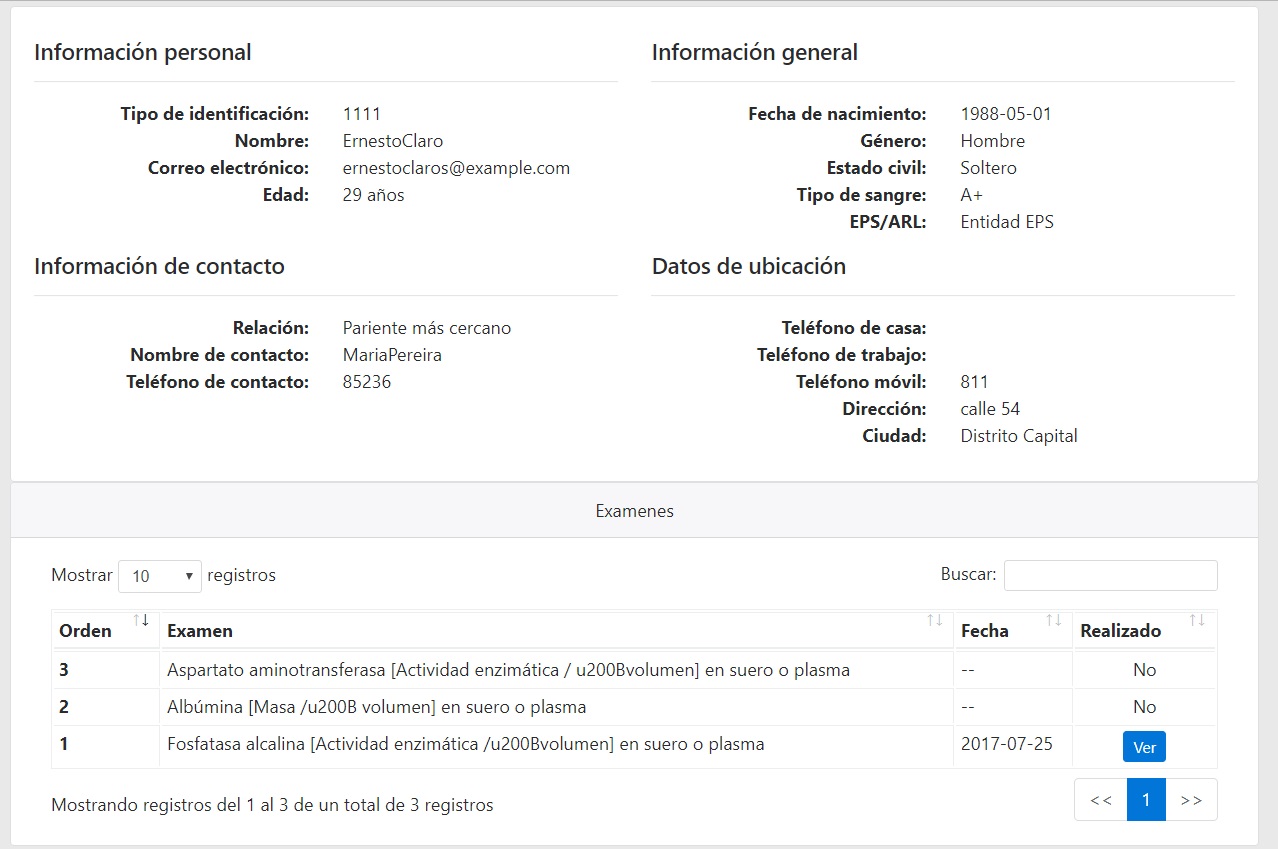 Información personal
Tipo de identificación: 1111
Nombre: ErnestoClaro
Correo electrónico: ernestoclaros@example.com
Edad: 29 años
Información general
Fecha de nacimiento: 1988-05-01
Género: Hombre
Estado civil: Soltero
Tipo de sangre: A+
EPS/ARL: Entidad EPS
Información de contacto
Relación: Pariente más cercano
Nombre de contacto: MariaPereira
Teléfono de contacto: 85236
Datos de ubicación
Teléfono de casa:
Teléfono de trabajo:
Teléfono móvil: 811
Dirección: calle 54
Ciudad: Distrito Capital
Examenes
Mostrar 10 registros Buscar:
Orden Examen Fecha Realizado
3 Aspartato aminotransferasa [Actividad enzimática / u200Bvolumen] en suero o plasma -- No
2 Albúmina [Masa /u200B volumen] en suero o plasma -- No
1 Fosfatasa alcalina [Actividad enzimática /u200Bvolumen] en suero o plasma 2017-07-25 Ver
Mostrando registros del 1 al 3 de un total de 3 registros << 1 >>